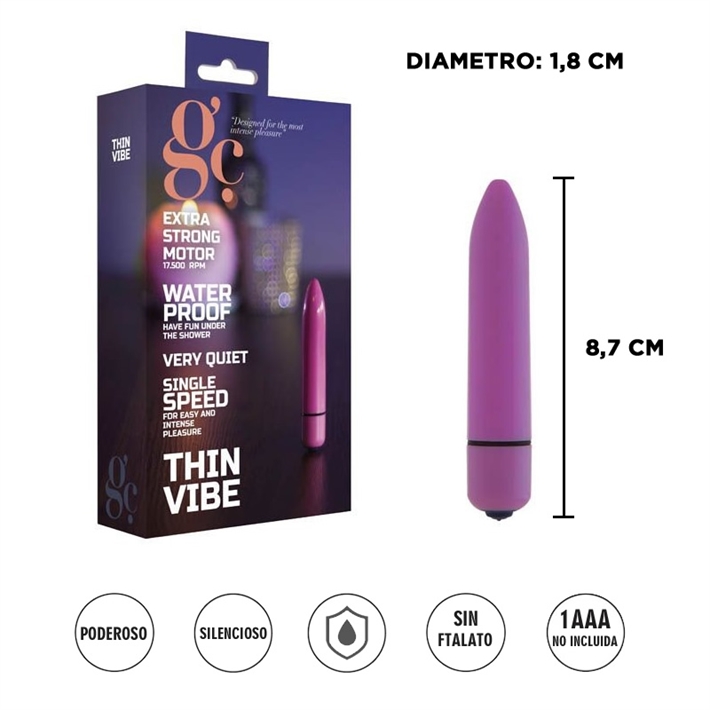 DIAMETRO: 1,8 CM
THIN
VIBE
gc
"Designed for the most
intense pleasure"
EXTRA
STRONG
MOTOR
17.500 RPM
WATER
PROOF
HAVE FUN UNDER
THE SHOWER
VERY QUIET
SINGLE
SPEED
FOR EASY AND
INTENSE
PLEASURE
THIN
VIBE
gc
8,7 CM
PODEROSO
SILENCIOSO
SIN
FTALATO
1AAA
NO INCLUIDA